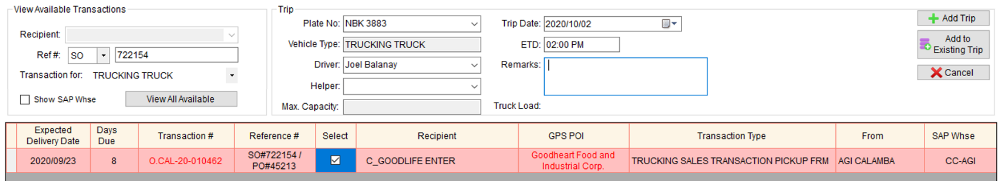 View Available Transactions
Recipient:
Ref #: SO 722154
Transaction for: TRUCKING TRUCK
Show SAP Whse
View All Available
Trip
Plate No: NBK 3883
Vehicle Type: TRUCKING TRUCK
Driver: Joel Balanay
Helper:
Max. Capacity:
Trip Date: 2020/10/02
ETD: 02:00 PM
Remarks:
Truck Load:
Add Trip
Add to
Existing Trip
Cancel
Expected
Delivery Date
Days
Due
Transaction #
Reference #
Select
Recipient
GPS POI
Transaction Type
From
SAP Whse
2020/09/23
8
O.CAL-20-010462
SO#722154 /
PO#45213
C_GOODLIFE ENTER
Goodheart Food and
Industrial Corp.
TRUCKING SALES TRANSACTION PICKUP FRM
AGI CALAMBA
CC-AGI